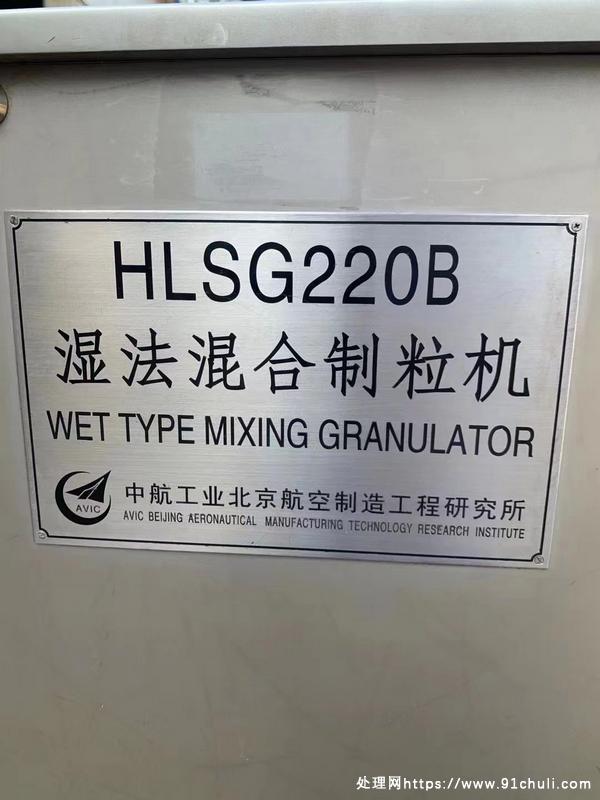 HLSG220B
湿法混合制粒机
WET TYPE MIXING GRANULATOR
AVIC
中航工业北京航空制造工程研究所
AVIC BEIJING AERONAUTICAL MANUFACTURING TECHNOLOGY RESEARCH INSTITUTE
处理网https://www.91chuli.com/